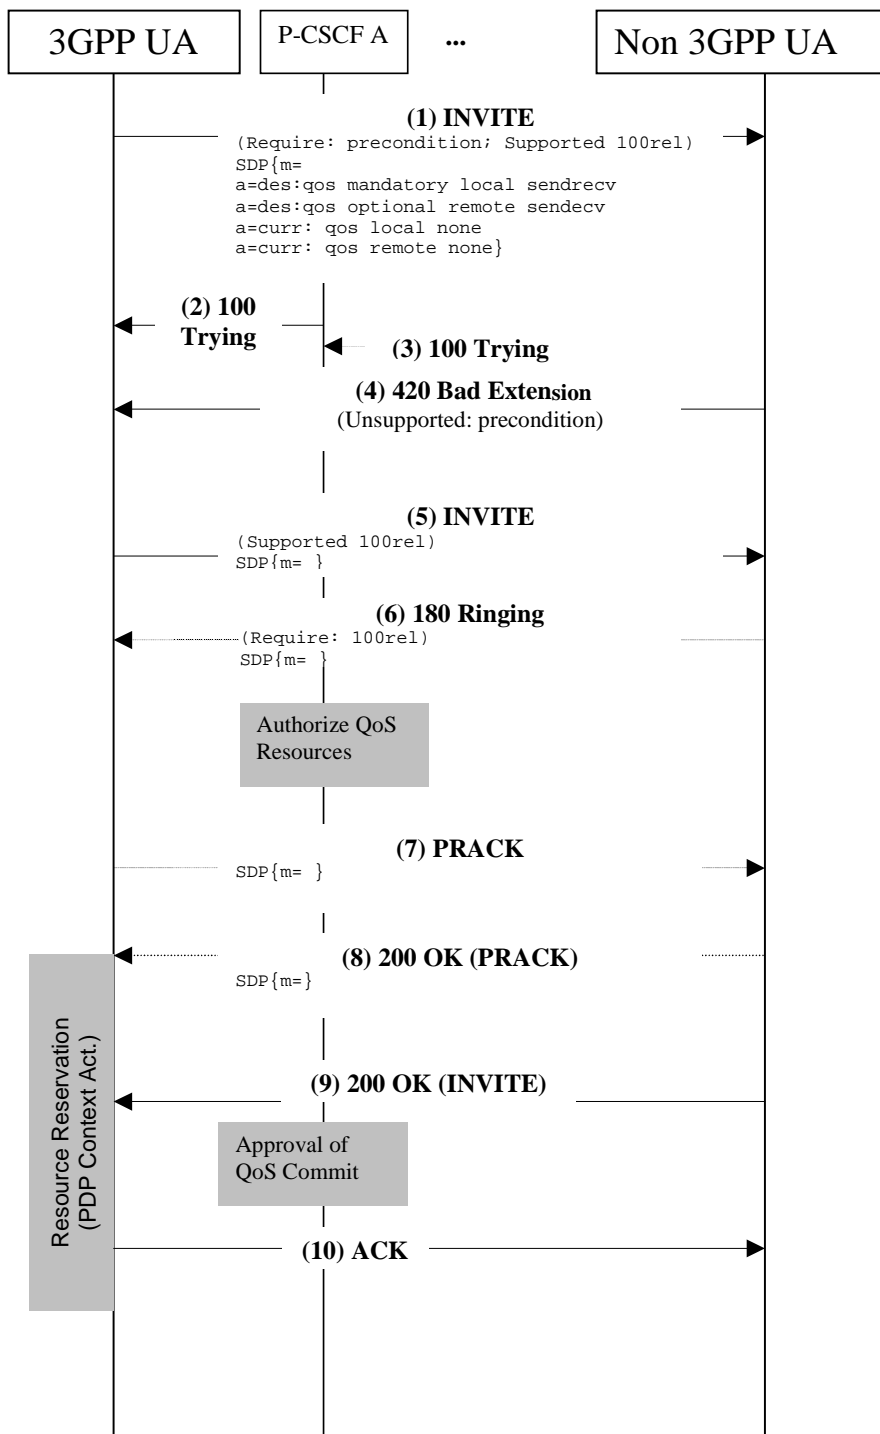 3GPP UA
P-CSCF A
...
Non 3GPP UA
(1) INVITE
(Require: precondition; Supported 100rel)
SDP{m=
a=des:qos mandatory local sendrecv
a=des:qos optional remote sendecv
a=curr: qos local none
a=curr: qos remote none}
(2) 100
Trying
(3) 100 Trying
(4) 420 Bad Extension
(Unsupported: precondition)
(5) INVITE
(Supported 100rel)
SDP{m= }
(6) 180 Ringing
(Require: 100rel)
SDP{m= }
Authorize QoS
Resources
(7) PRACK
SDP{m= }
(8) 200 OK (PRACK)
SDP{m=}
Resource Reservation
(PDP Context Act.)
(9) 200 OK (INVITE)
Approval of
QoS Commit
(10) ACK